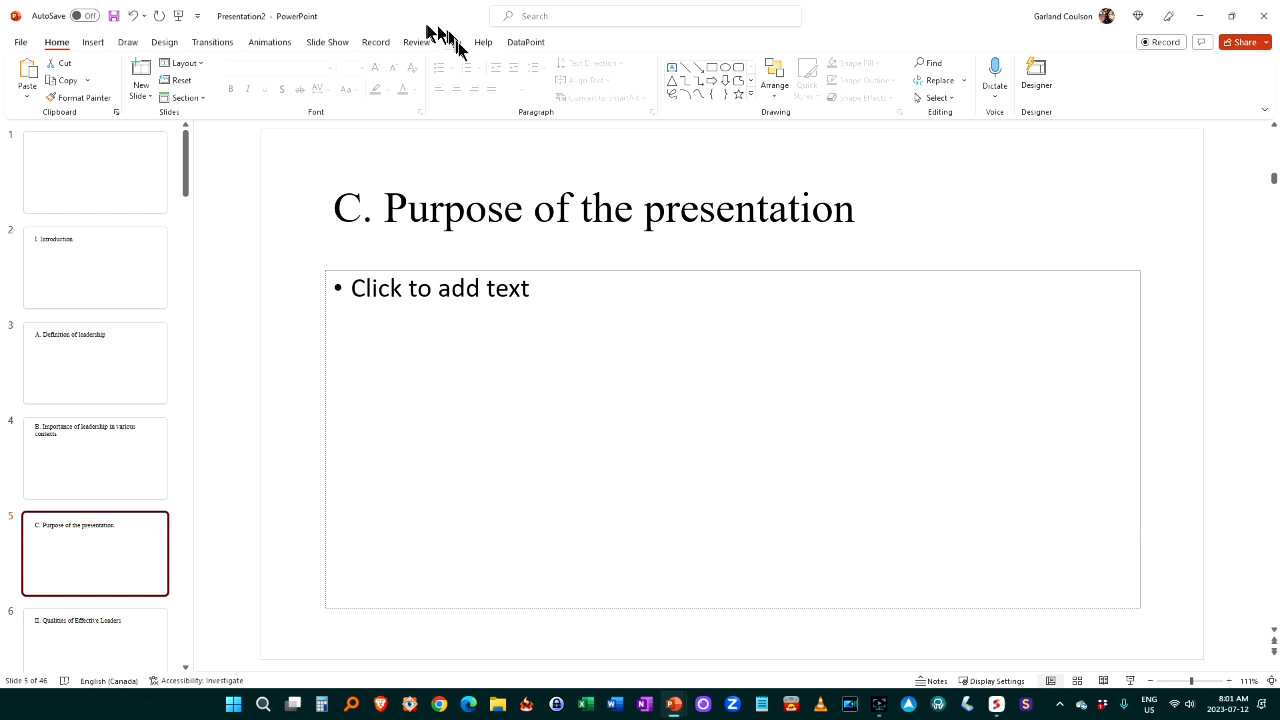 AutoSave Off Presentation2 - PowerPoint Search Garland Coulson
File Home Insert Draw Design Transitions Animations Slide Show Record Review Help DataPoint Record Share
Paste Cut Copy Format Painter Clipboard
New Slide Layout Reset Section Slides
Font
Paragraph Text Direction Align Text Convert to SmartArt
Arrange Quick Styles Shape Fill Shape Outline Shape Effects Drawing
Find Replace Select Editing
Dictate Voice
Designer Designer
1
2
I. Introduction
3
A. Definition of leadership
4
B. Importance of leadership in various
contexts
5
C. Purpose of the presentation
6
II. Qualities of Effective Leaders
C. Purpose of the presentation
• Click to add text
Slide 5 of 46 English (Canada) Accessibility: Investigate Notes Display Settings 111%
ENG
US
8:01 AM
2023-07-12